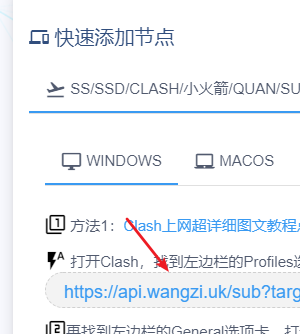 快速添加节点
SS/SSD/CLASH/小火箭/QUAN/SU
WINDOWS MACOS
1 方法1：Clash上网超详细图文教程
A 打开Clash，找到左边栏的Profiles选
https://api.wangzi.uk/sub?targ
2 再找到左边栏的General选项卡，打